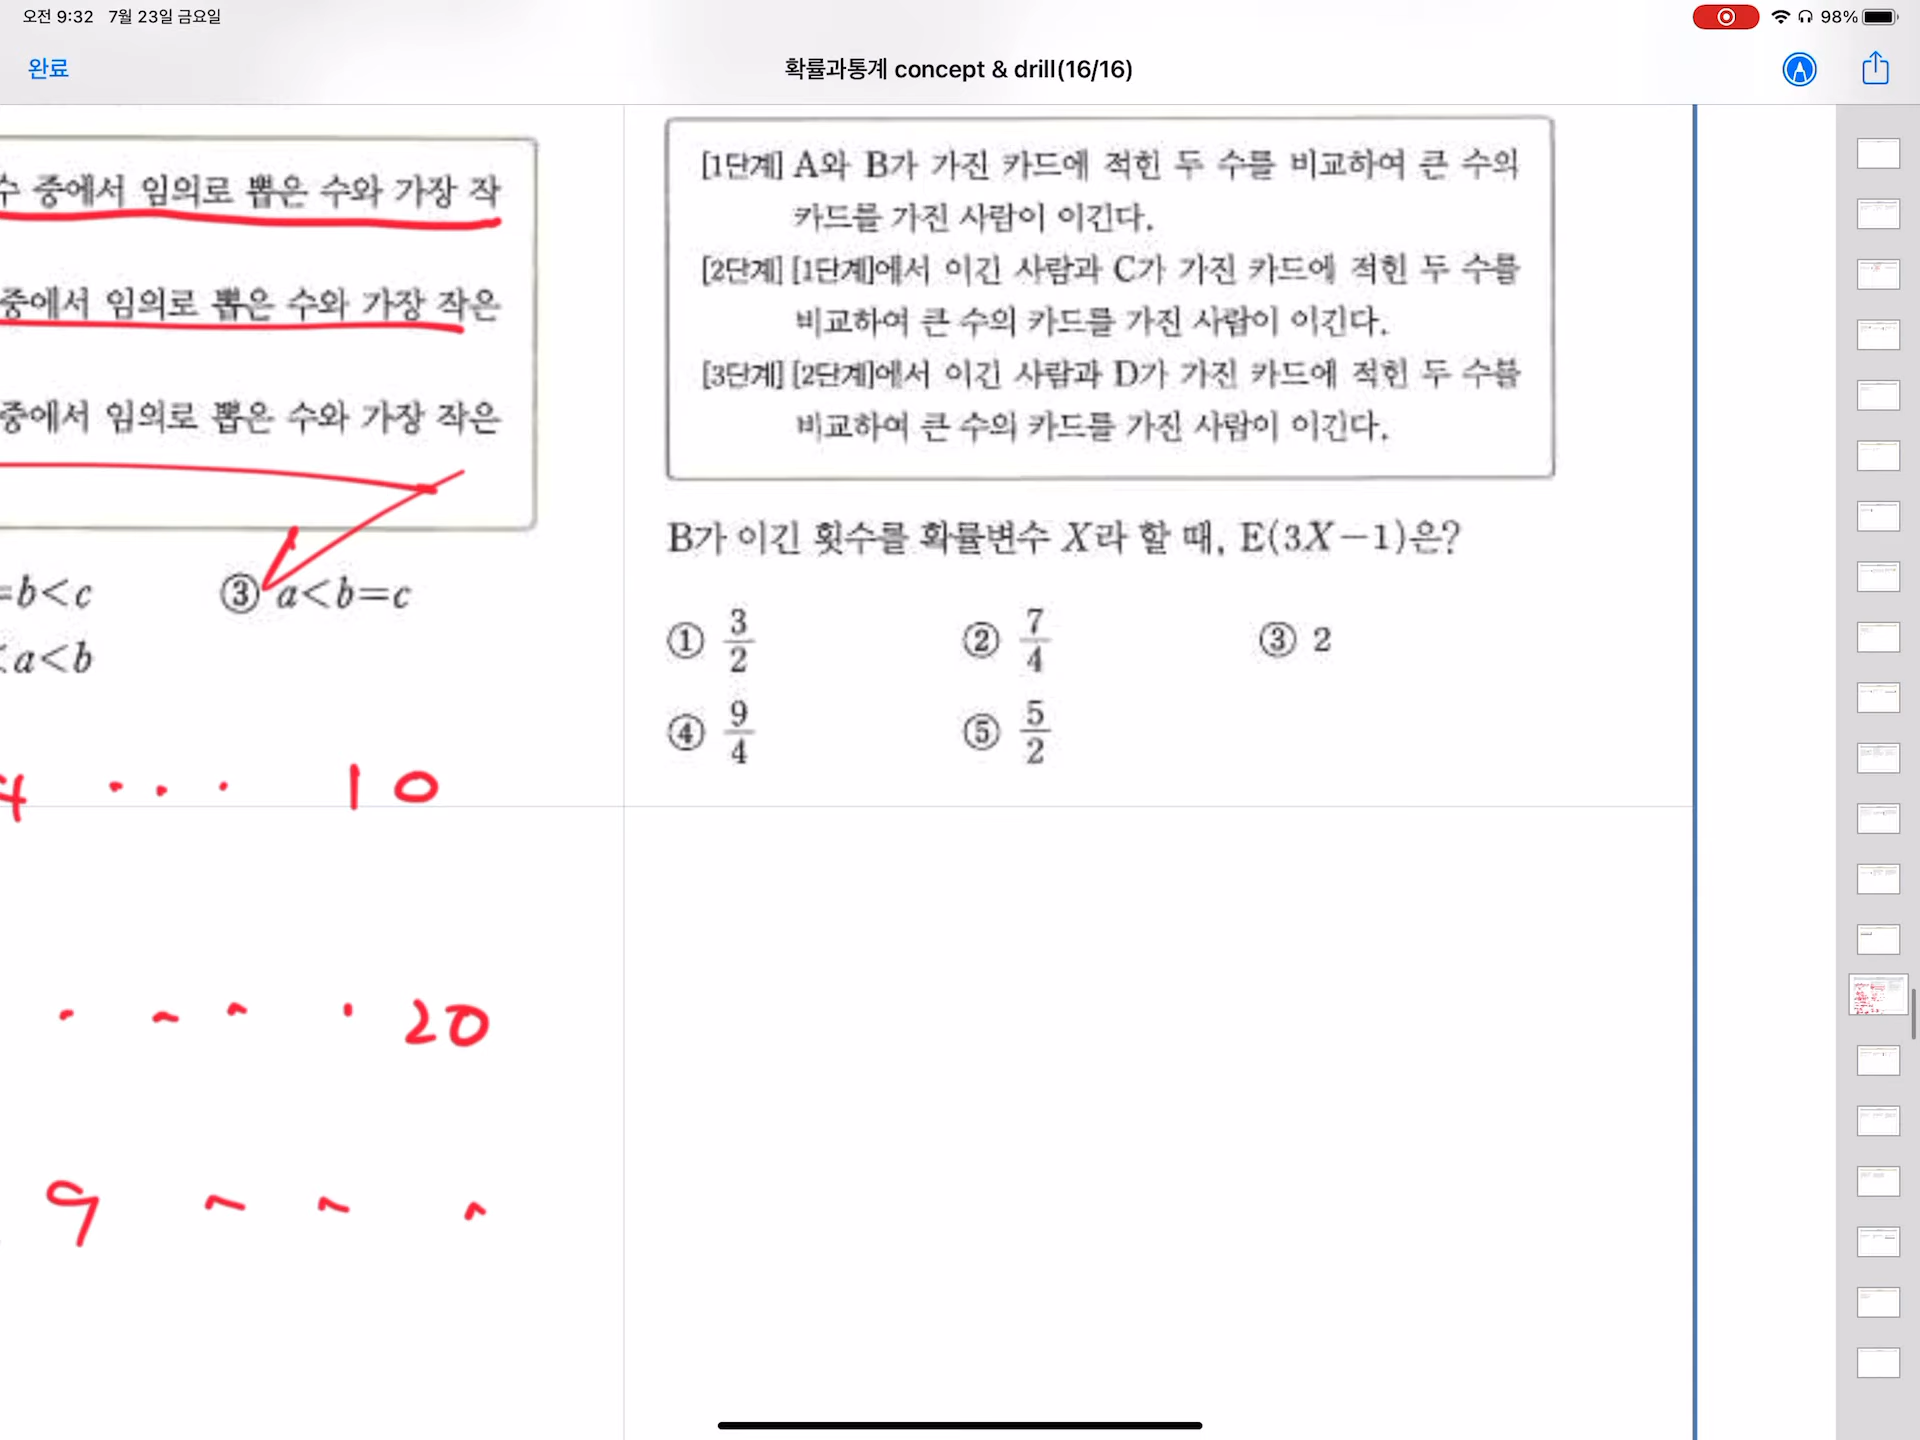 오전 9:32 7월 23일 금요일
98%
완료
확률과통계 concept & drill(16/16)
수 중에서 임의로 뽑은 수와 가장 작
중에서 임의로 뽑은 수와 가장 작은
중에서 임의로 뽑은 수와 가장 작은
=b<c
③ a<b=c
<a<b
4 ... 10
20
9
[1단계] A와 B가 가진 카드에 적힌 두 수를 비교하여 큰 수의
카드를 가진 사람이 이긴다.
[2단계] [1단계]에서 이긴 사람과 C가 가진 카드에 적힌 두 수를
비교하여 큰 수의 카드를 가진 사람이 이긴다.
[3단계] [2단계]에서 이긴 사람과 D가 가진 카드에 적힌 두 수를
비교하여 큰 수의 카드를 가진 사람이 이긴다.
B가 이긴 횟수를 확률변수 X라 할 때, E(3X−1)은?
① 3/2 ② 7/4 ③ 2
④ 9/4 ⑤ 5/2